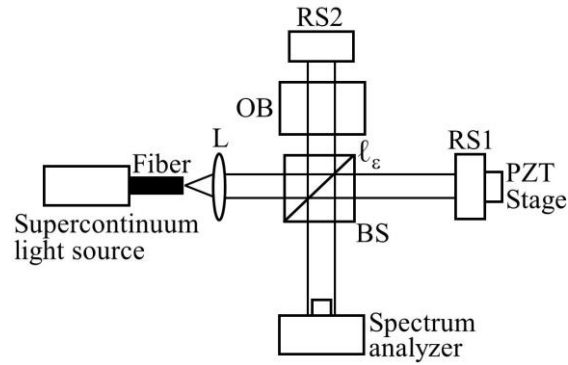 RS2
OB
L
ℓε
RS1
Fiber
PZT
Stage
Supercontinuum
light source
BS
Spectrum
analyzer